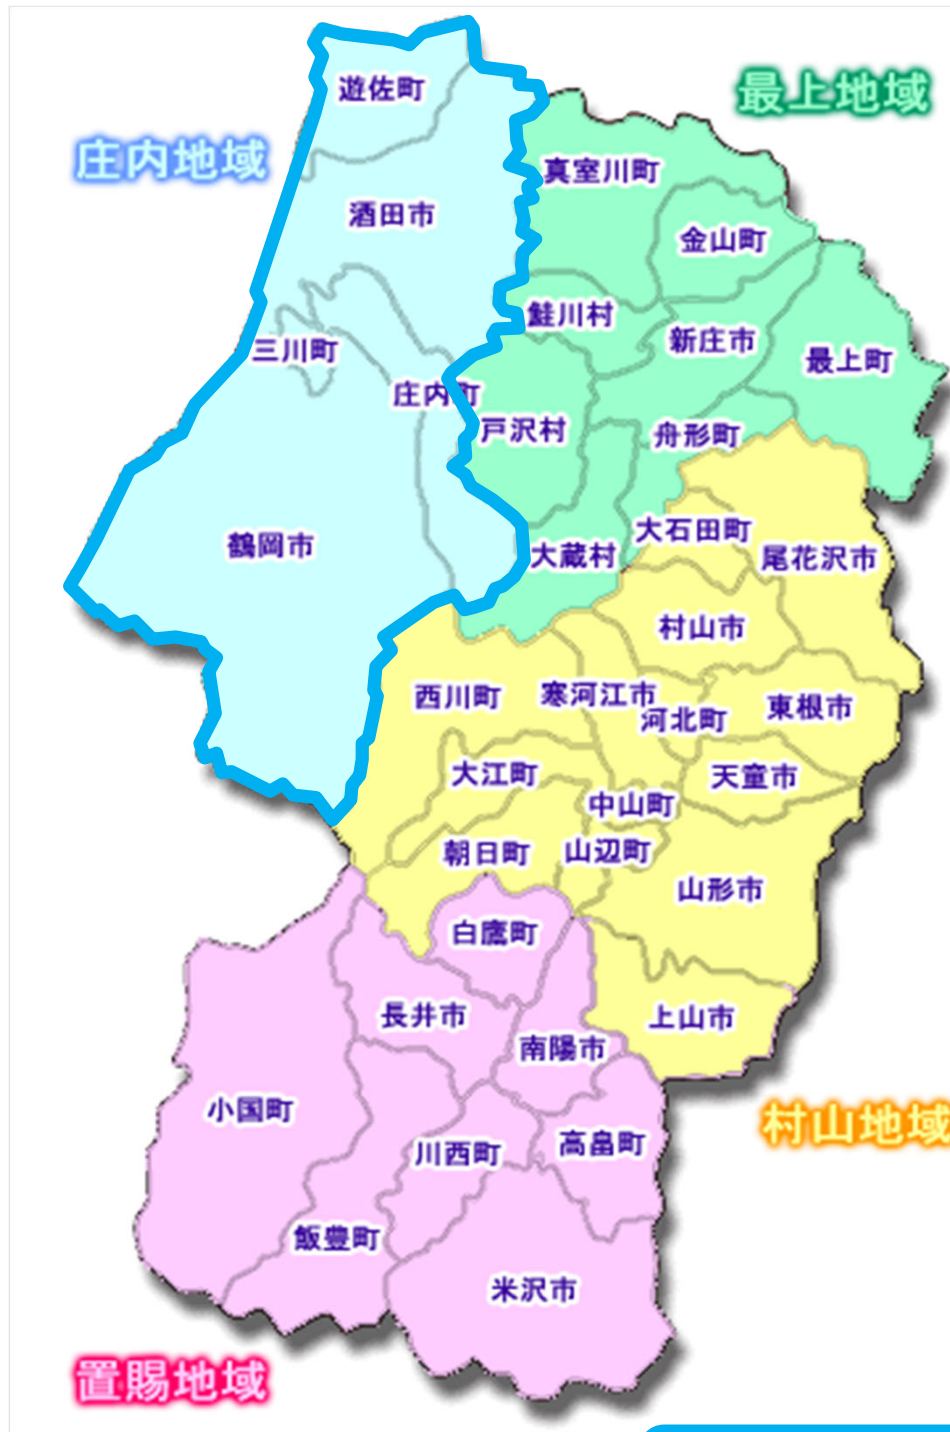 遊佐町
最上地域
庄内地域
真室川町
酒田市
金山町
鮭川村
新庄市
三川町
最上町
庄内町
戸沢村
舟形町
大石田町
鶴岡市
大蔵村
尾花沢市
村山市
西川町
寒河江市
河北町
東根市
大江町
天童市
中山町
朝日町
山辺町
山形市
白鷹町
長井市
上山市
南陽市
小国町
村山地域
川西町
高畠町
飯豊町
米沢市
置賜地域